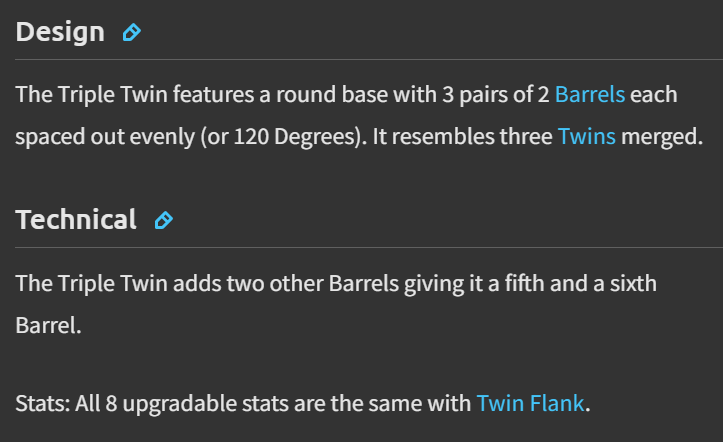 Design
The Triple Twin features a round base with 3 pairs of 2 Barrels each
spaced out evenly (or 120 Degrees). It resembles three Twins merged.
Technical
The Triple Twin adds two other Barrels giving it a fifth and a sixth
Barrel.
Stats: All 8 upgradable stats are the same with Twin Flank.